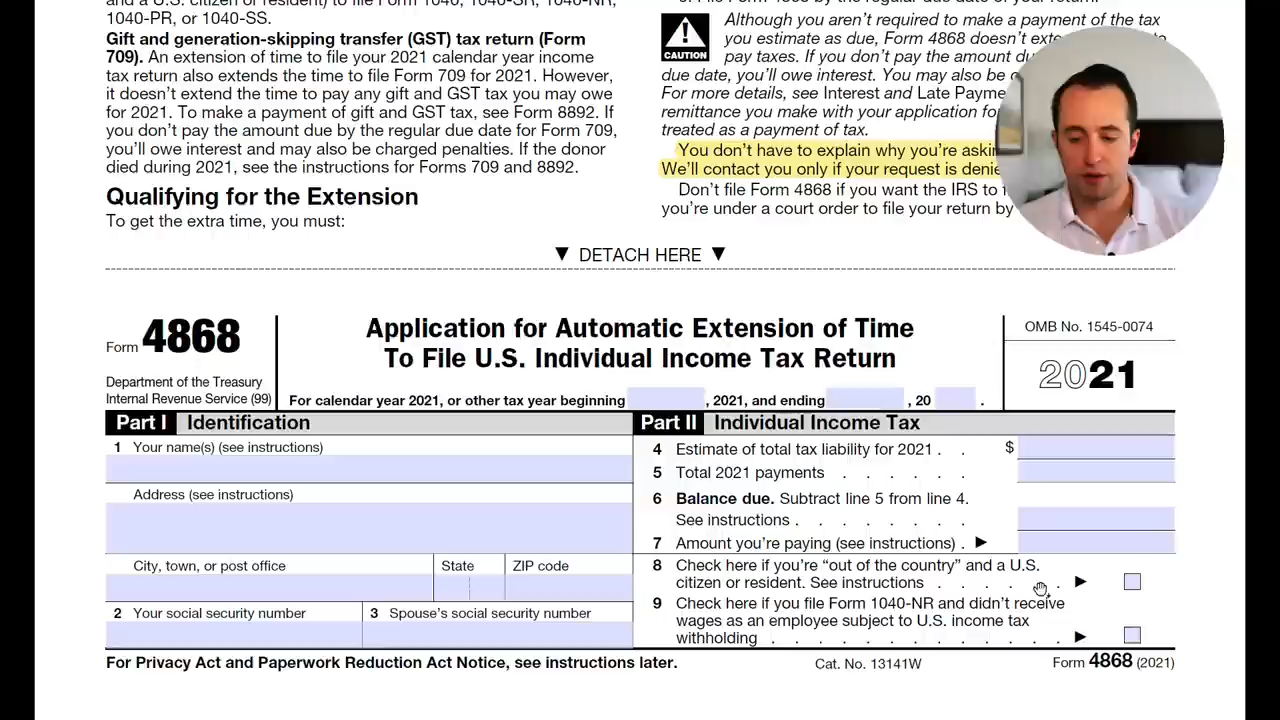 and a U.S. citizen or resident) to file Form 1040, 1040-SR, 1040-NR,
1040-PR, or 1040-SS.
Gift and generation-skipping transfer (GST) tax return (Form
709). An extension of time to file your 2021 calendar year income
tax return also extends the time to file Form 709 for 2021. However,
it doesn't extend the time to pay any gift and GST tax you may owe
for 2021. To make a payment of gift and GST tax, see Form 8892. If
you don't pay the amount due by the regular due date for Form 709,
you'll owe interest and may also be charged penalties. If the donor
died during 2021, see the instructions for Forms 709 and 8892.
Qualifying for the Extension
To get the extra time, you must:
CAUTION
Although you aren't required to make a payment of the tax
you estimate as due, Form 4868 doesn't
pay taxes. If you don't pay the amount
due date, you'll owe interest. You may also be
For more details, see Interest and Late
remittance you make with your application
treated as a payment of tax.
You don't have to explain why you're
We'll contact you only if your request is
Don't file Form 4868 if you want the IRS to
you're under a court order to file your return by
▼ DETACH HERE ▼
Form 4868
Department of the Treasury
Internal Revenue Service (99)
Application for Automatic Extension of Time
To File U.S. Individual Income Tax Return
For calendar year 2021, or other tax year beginning , 2021, and ending , 20 .
OMB No. 1545-0074
2021
Part I Identification
1 Your name(s) (see instructions)
Address (see instructions)
City, town, or post office State ZIP code
2 Your social security number 3 Spouse's social security number
Part II Individual Income Tax
4 Estimate of total tax liability for 2021 . . $
5 Total 2021 payments . . . . . .
6 Balance due. Subtract line 5 from line 4.
See instructions . . . . . . .
7 Amount you're paying (see instructions) . ▶
8 Check here if you're "out of the country" and a U.S.
citizen or resident. See instructions . . . . . . ▶
9 Check here if you file Form 1040-NR and didn't receive
wages as an employee subject to U.S. income tax
withholding . . . . . . . . . . . . . ▶
For Privacy Act and Paperwork Reduction Act Notice, see instructions later.
Cat. No. 13141W
Form 4868 (2021)